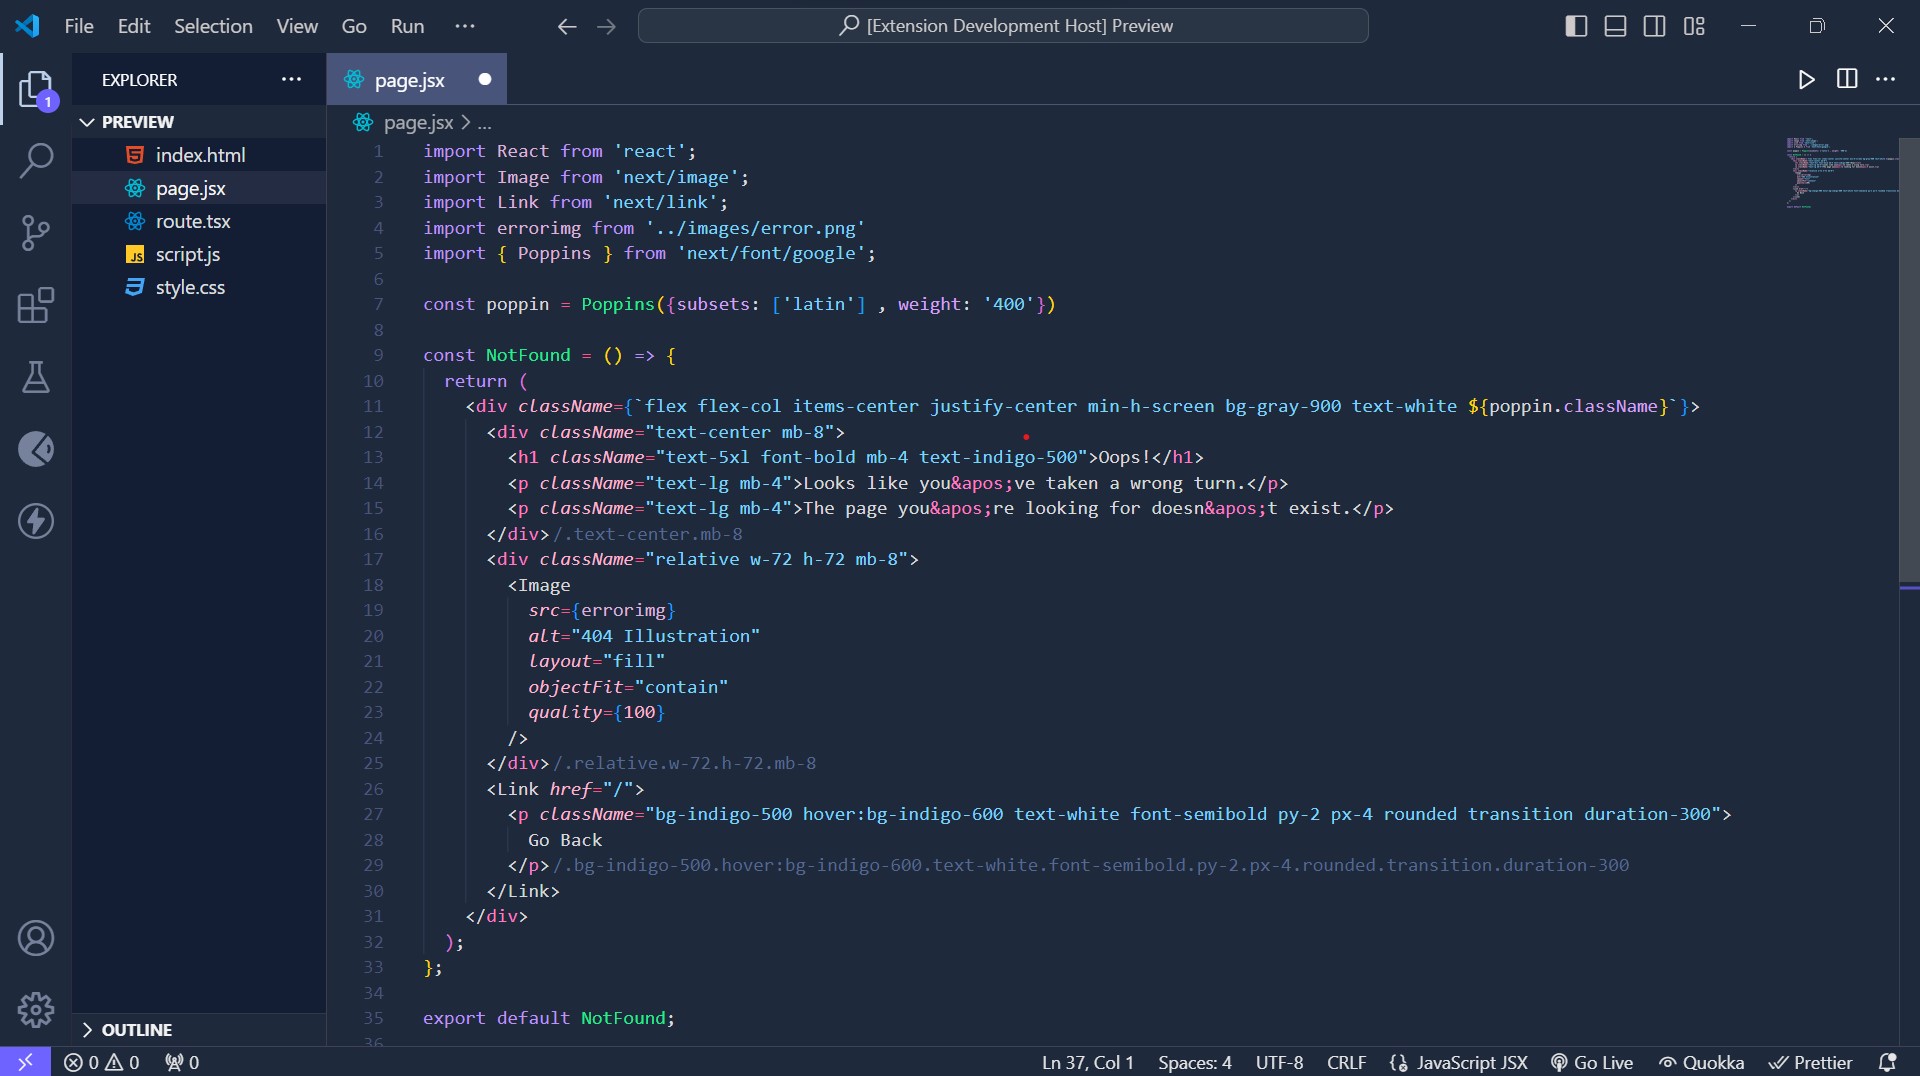 File Edit Selection View Go Run ··· [Extension Development Host] Preview
EXPLORER ···
PREVIEW
index.html
page.jsx
route.tsx
script.js
style.css
OUTLINE
1
page.jsx
page.jsx > ...
1 import React from 'react';
2 import Image from 'next/image';
3 import Link from 'next/link';
4 import errorimg from '../images/error.png'
5 import { Poppins } from 'next/font/google';
6
7 const poppin = Poppins({subsets: ['latin'] , weight: '400'})
8
9 const NotFound = () => {
10 return (
11 <div className={`flex flex-col items-center justify-center min-h-screen bg-gray-900 text-white ${poppin.className}`}>
12 <div className="text-center mb-8">
13 <h1 className="text-5xl font-bold mb-4 text-indigo-500">Oops!</h1>
14 <p className="text-lg mb-4">Looks like you&apos;ve taken a wrong turn.</p>
15 <p className="text-lg mb-4">The page you&apos;re looking for doesn&apos;t exist.</p>
16 </div>/.text-center.mb-8
17 <div className="relative w-72 h-72 mb-8">
18 <Image
19 src={errorimg}
20 alt="404 Illustration"
21 layout="fill"
22 objectFit="contain"
23 quality={100}
24 />
25 </div>/.relative.w-72.h-72.mb-8
26 <Link href="/">
27 <p className="bg-indigo-500 hover:bg-indigo-600 text-white font-semibold py-2 px-4 rounded transition duration-300">
28 Go Back
29 </p>/.bg-indigo-500.hover:bg-indigo-600.text-white.font-semibold.py-2.px-4.rounded.transition.duration-300
30 </Link>
31 </div>
32 );
33 };
34
35 export default NotFound;
36
0 0 0 Ln 37, Col 1 Spaces: 4 UTF-8 CRLF JavaScript JSX Go Live Quokka Prettier